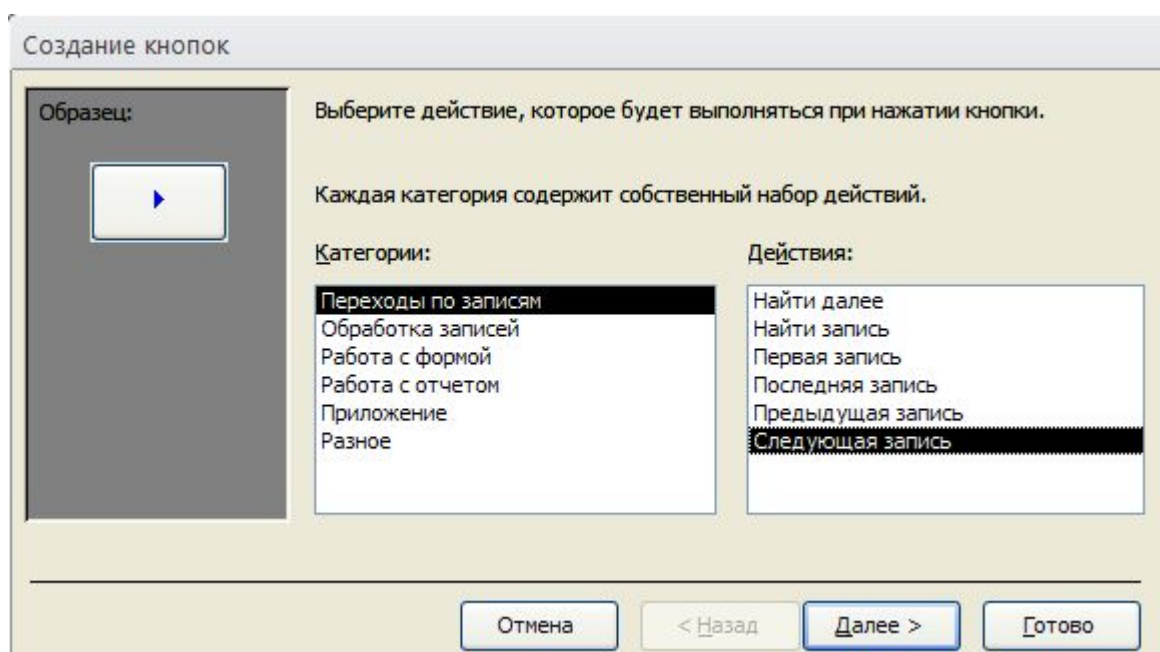 Создание кнопок
Образец:
Выберите действие, которое будет выполняться при нажатии кнопки.
Каждая категория содержит собственный набор действий.
Категории:
Переходы по записям
Обработка записей
Работа с формой
Работа с отчетом
Приложение
Разное
Действия:
Найти далее
Найти запись
Первая запись
Последняя запись
Предыдущая запись
Следующая запись
Отмена
< Назад
Далее >
Готово